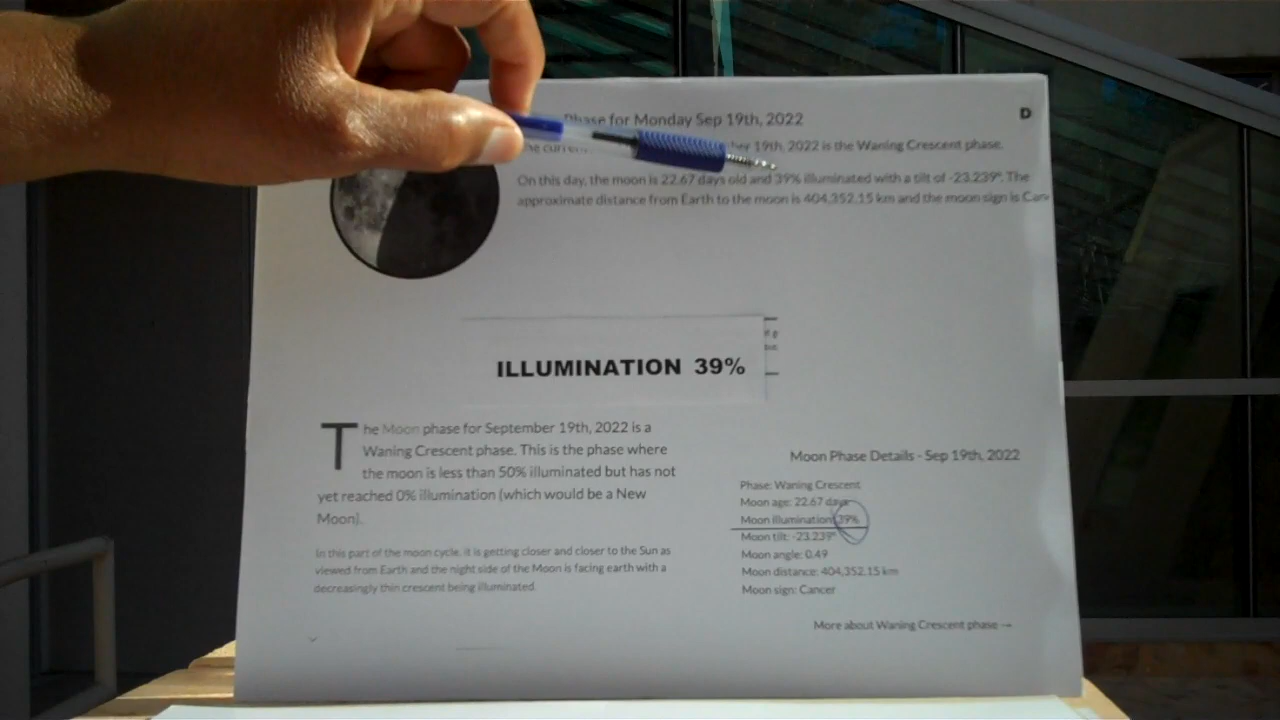 Phase for Monday Sep 19th, 2022
D
19th, 2022 is the Waning Crescent phase.
On this day, the moon is 22.67 days old and 39% illuminated with a tilt of -23.239°. The
approximate distance from Earth to the moon is 404,352.15 km and the moon sign is
ILLUMINATION 39%
The Moon phase for September 19th, 2022 is a
Waning Crescent phase. This is the phase where
the moon is less than 50% illuminated but has not
yet reached 0% illumination (which would be a New
Moon).
In this part of the moon cycle, it is getting closer and closer to the Sun as
viewed from Earth and the night side of the Moon is facing earth with a
decreasingly thin crescent being illuminated.
Moon Phase Details - Sep 19th, 2022
Phase: Waning Crescent
Moon age: 22.67 days
Moon illumination: 39%
Moon tilt: -23.239°
Moon angle: 0.49
Moon distance: 404,352.15 km
Moon sign: Cancer
More about Waning Crescent phase →